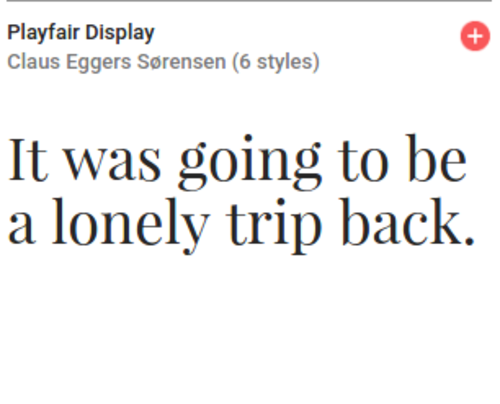 Playfair Display
Claus Eggers Sørensen (6 styles)
It was going to be
a lonely trip back.